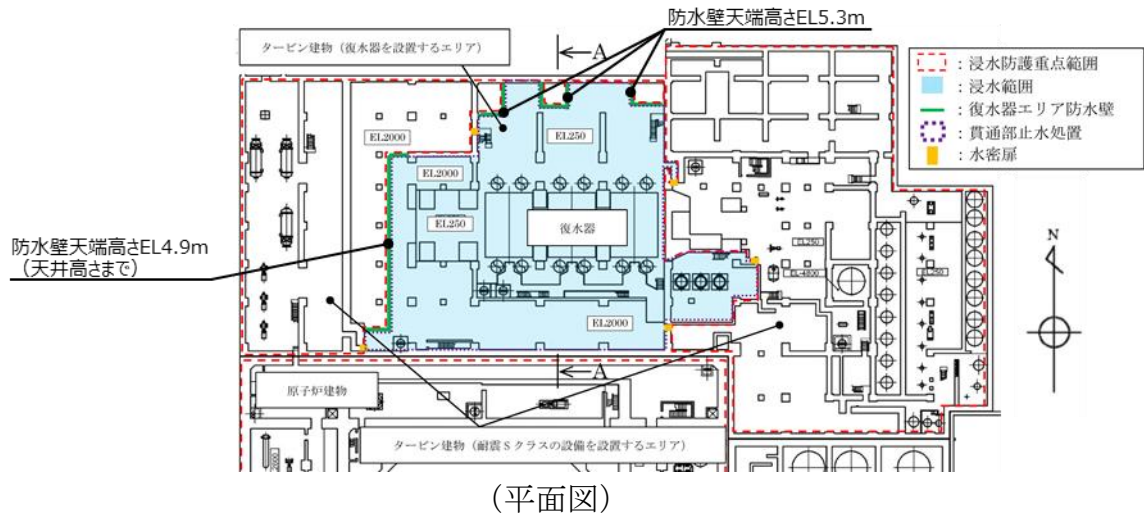 防水壁天端高さEL5.3m
タービン建物（復水器を設置するエリア）
A
：浸水防護重点範囲
：浸水範囲
：復水器エリア防水壁
：貫通部止水処置
：水密扉
EL2000
EL250
EL2000
EL250
復水器
EL250
EL-4800
EL250
N
防水壁天端高さEL4.9m
（天井高さまで）
EL2000
A
原子炉建物
タービン建物（耐震Ｓクラスの設備を設置するエリア）
（平面図）